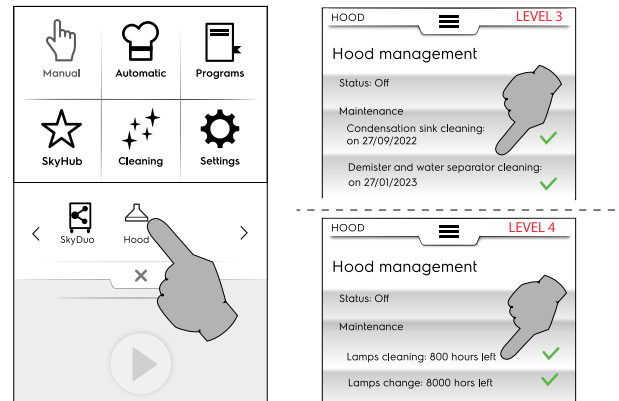 Manual
Automatic
Programs
SkyHub
Cleaning
Settings
SkyDuo
Hood
HOOD
LEVEL 3
Hood management
Status: Off
Maintenance
Condensation sink cleaning:
on 27/09/2022
Demister and water separator cleaning:
on 27/01/2023
HOOD
LEVEL 4
Hood management
Status: Off
Maintenance
Lamps cleaning: 800 hours left
Lamps change: 8000 hors left